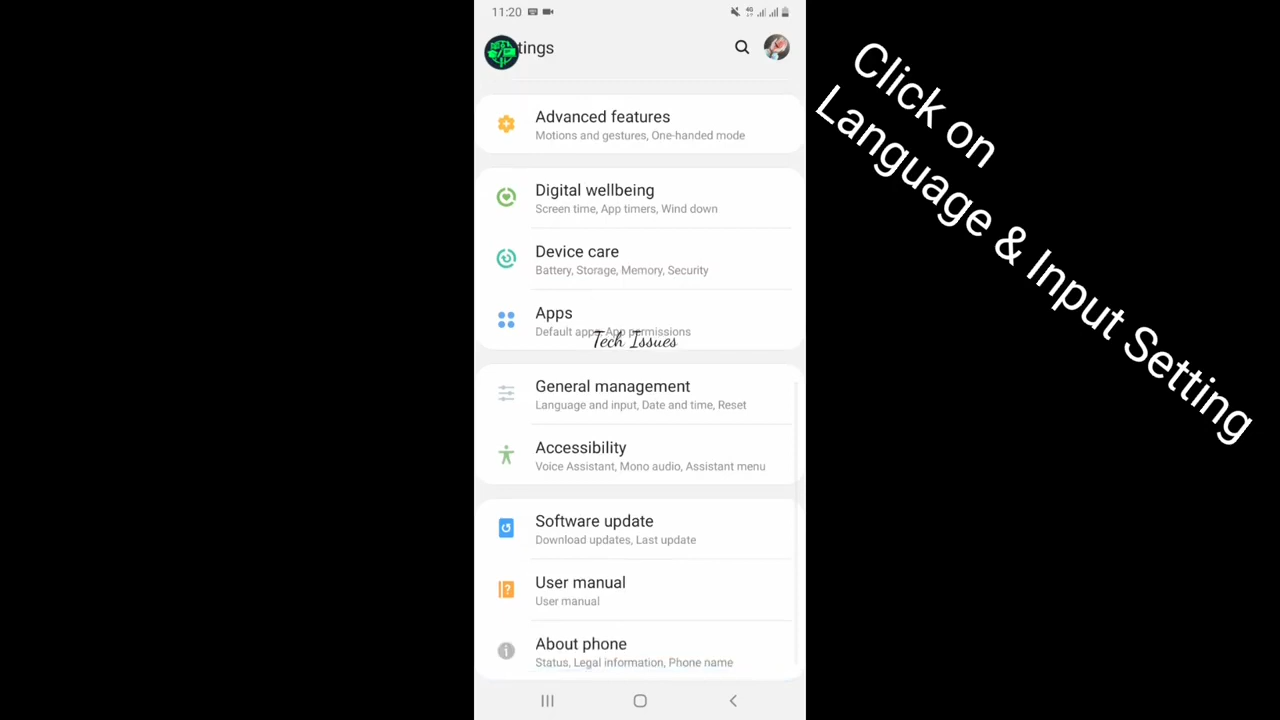 11:20
4G
tings
Advanced features
Motions and gestures, One-handed mode
Digital wellbeing
Screen time, App timers, Wind down
Device care
Battery, Storage, Memory, Security
Apps
Default apps, App permissions
Tech Issues
General management
Language and input, Date and time, Reset
Accessibility
Voice Assistant, Mono audio, Assistant menu
Software update
Download updates, Last update
User manual
User manual
About phone
Status, Legal information, Phone name
Click on
Language & Input Setting